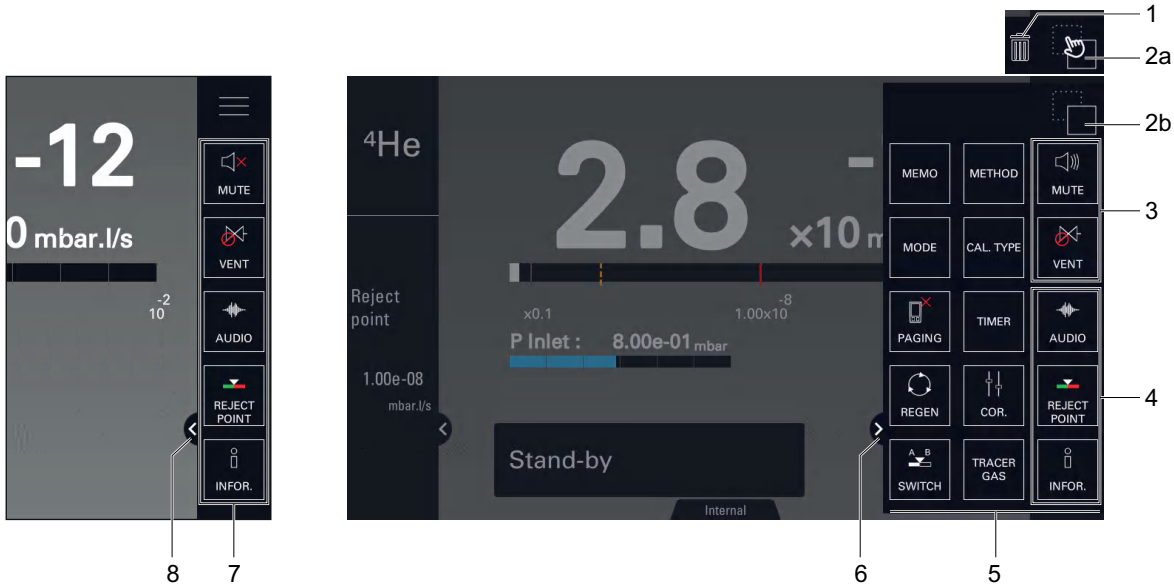 1
2a
2b
-12
0 mbar.l/s
-2
10
MUTE
VENT
AUDIO
REJECT
POINT
INFOR.
8
7
4He
Reject
point
1.00e-08
mbar.l/s
2.8
-
×10 m
x0.1
-8
1.00x10
P Inlet : 8.00e-01 mbar
Stand-by
Internal
MEMO
METHOD
MUTE
MODE
CAL. TYPE
VENT
PAGING
TIMER
AUDIO
REGEN
COR.
REJECT
POINT
A B
SWITCH
TRACER
GAS
INFOR.
3
4
6
5